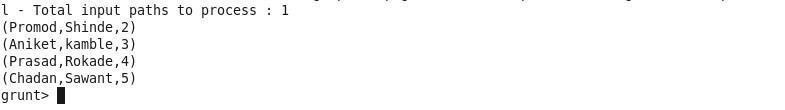 l - Total input paths to process : 1
(Promod,Shinde,2)
(Aniket,kamble,3)
(Prasad,Rokade,4)
(Chadan,Sawant,5)
grunt>